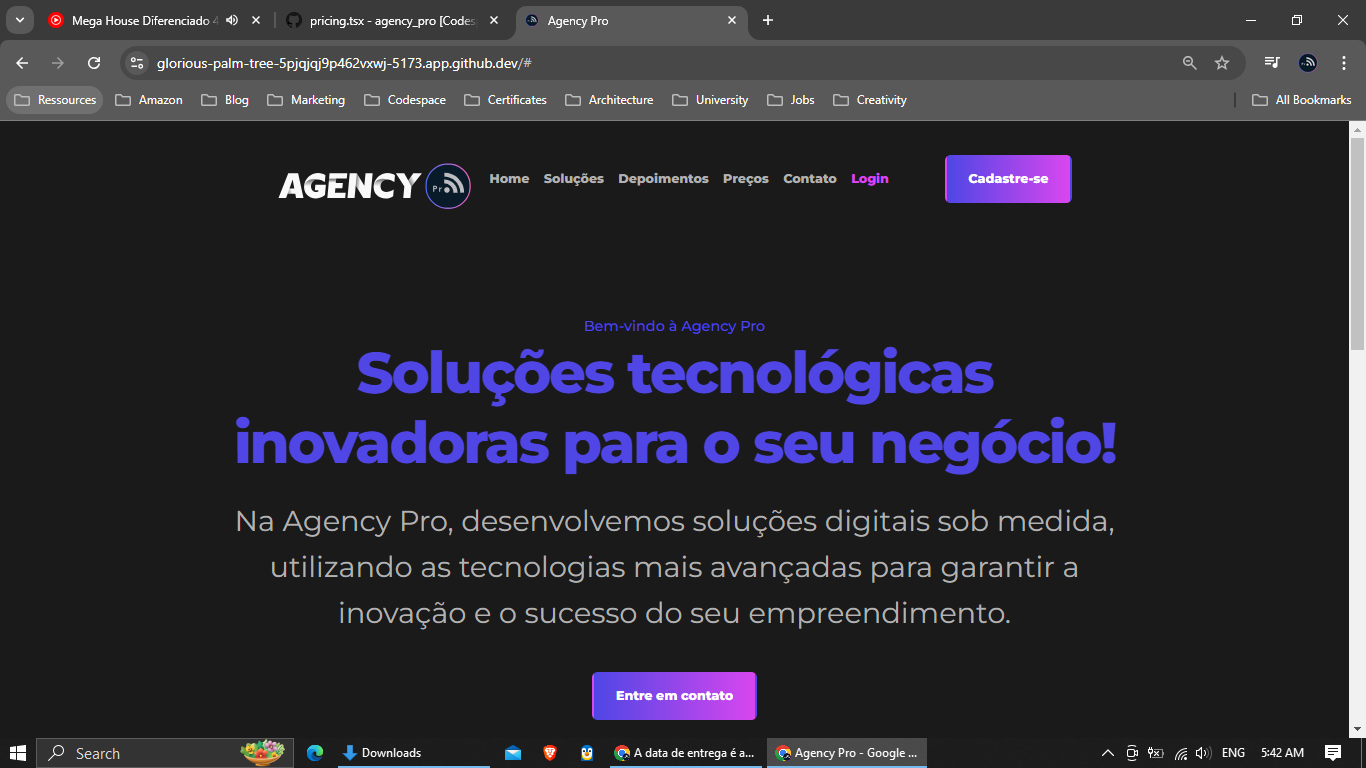 Mega House Diferenciado 4
pricing.tsx - agency_pro [Codes
Agency Pro
glorious-palm-tree-5pjqjqj9p462vxwj-5173.app.github.dev/#
Ressources
Amazon
Blog
Marketing
Codespace
Certificates
Architecture
University
Jobs
Creativity
All Bookmarks
AGENCY Pr
Home
Soluções
Depoimentos
Preços
Contato
Login
Cadastre-se
Bem-vindo à Agency Pro
Soluções tecnológicas
inovadoras para o seu negócio!
Na Agency Pro, desenvolvemos soluções digitais sob medida,
utilizando as tecnologias mais avançadas para garantir a
inovação e o sucesso do seu empreendimento.
Entre em contato
Search
Downloads
A data de entrega é a...
Agency Pro - Google ...
ENG
5:42 AM